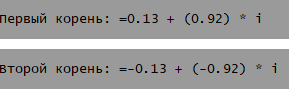 Первый корень: =0.13 + (0.92) * i
Второй корень: =-0.13 + (-0.92) * i